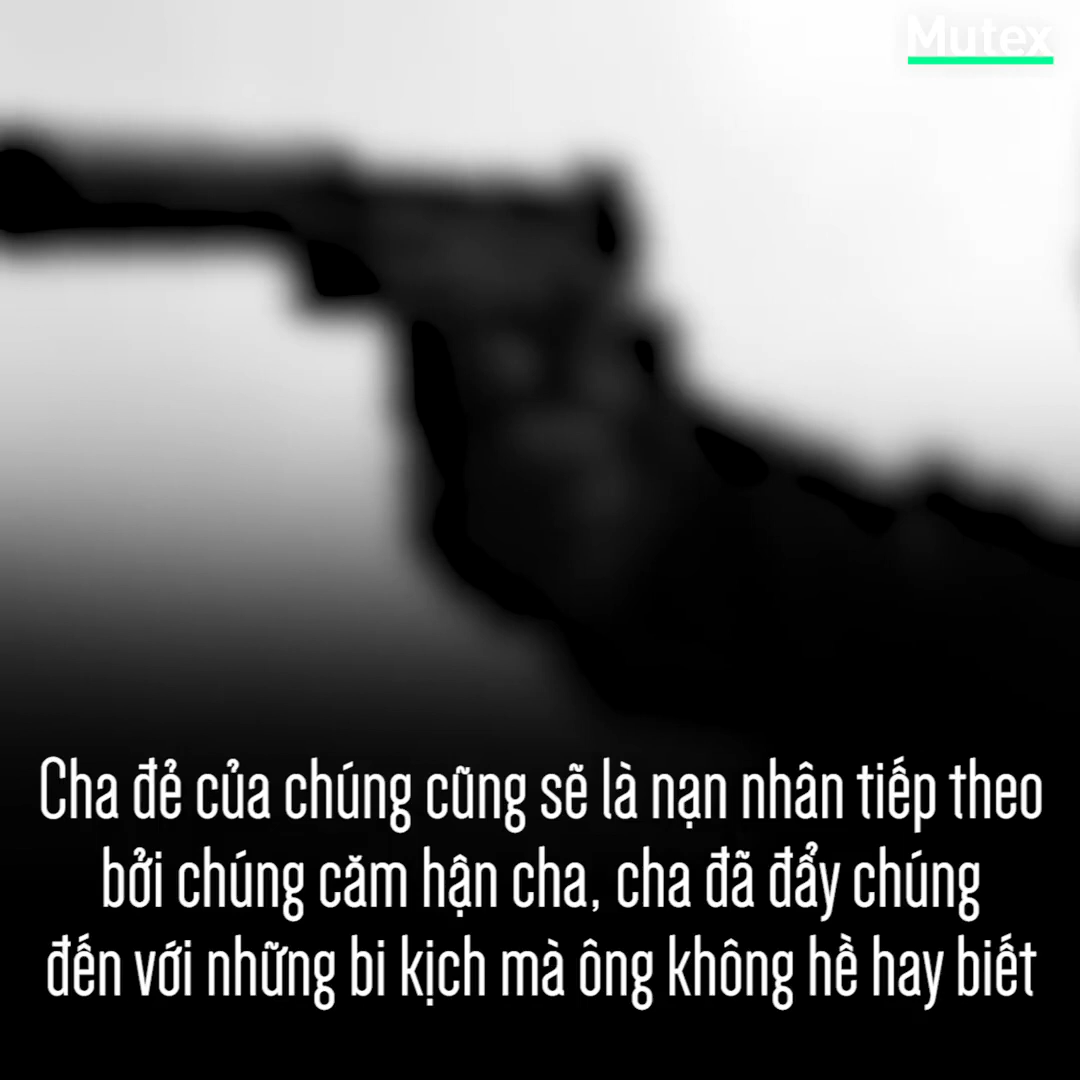 Mutex
Cha đẻ của chúng cũng sẽ là nạn nhân tiếp theo
bởi chúng căm hận cha, cha đã đẩy chúng
đến với những bi kịch mà ông không hề hay biết